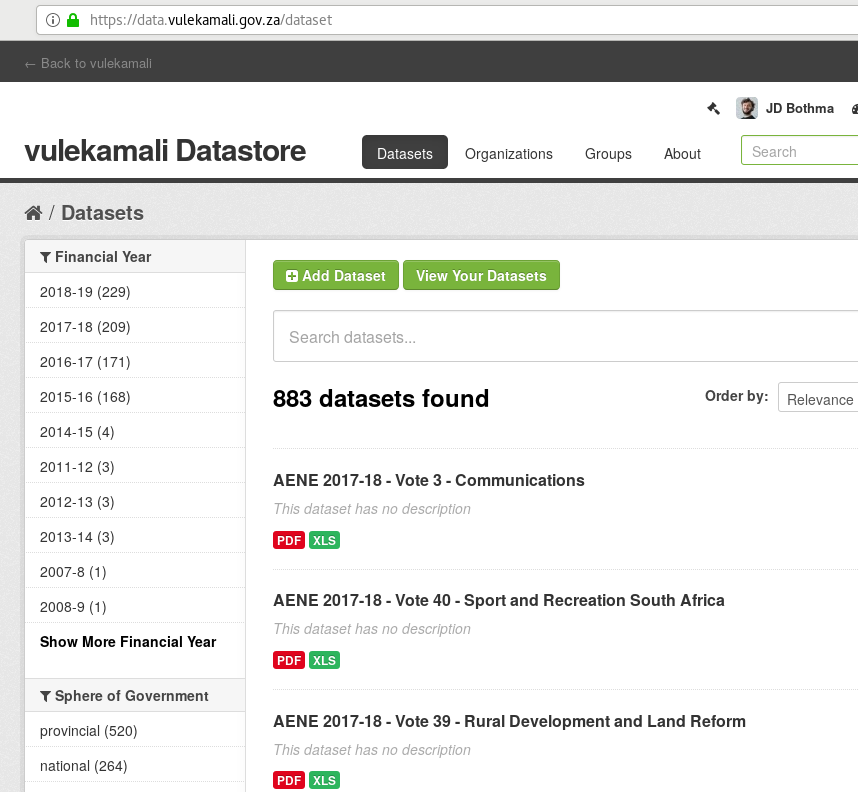 https://data.vulekamali.gov.za/dataset
← Back to vulekamali
JD Bothma
vulekamali Datastore
Datasets Organizations Groups About Search
/ Datasets
Financial Year
2018-19 (229)
2017-18 (209)
2016-17 (171)
2015-16 (168)
2014-15 (4)
2011-12 (3)
2012-13 (3)
2013-14 (3)
2007-8 (1)
2008-9 (1)
Show More Financial Year
Sphere of Government
provincial (520)
national (264)
Add Dataset View Your Datasets
Search datasets...
883 datasets found
Order by: Relevance
AENE 2017-18 - Vote 3 - Communications
This dataset has no description
PDF XLS
AENE 2017-18 - Vote 40 - Sport and Recreation South Africa
This dataset has no description
PDF XLS
AENE 2017-18 - Vote 39 - Rural Development and Land Reform
This dataset has no description
PDF XLS